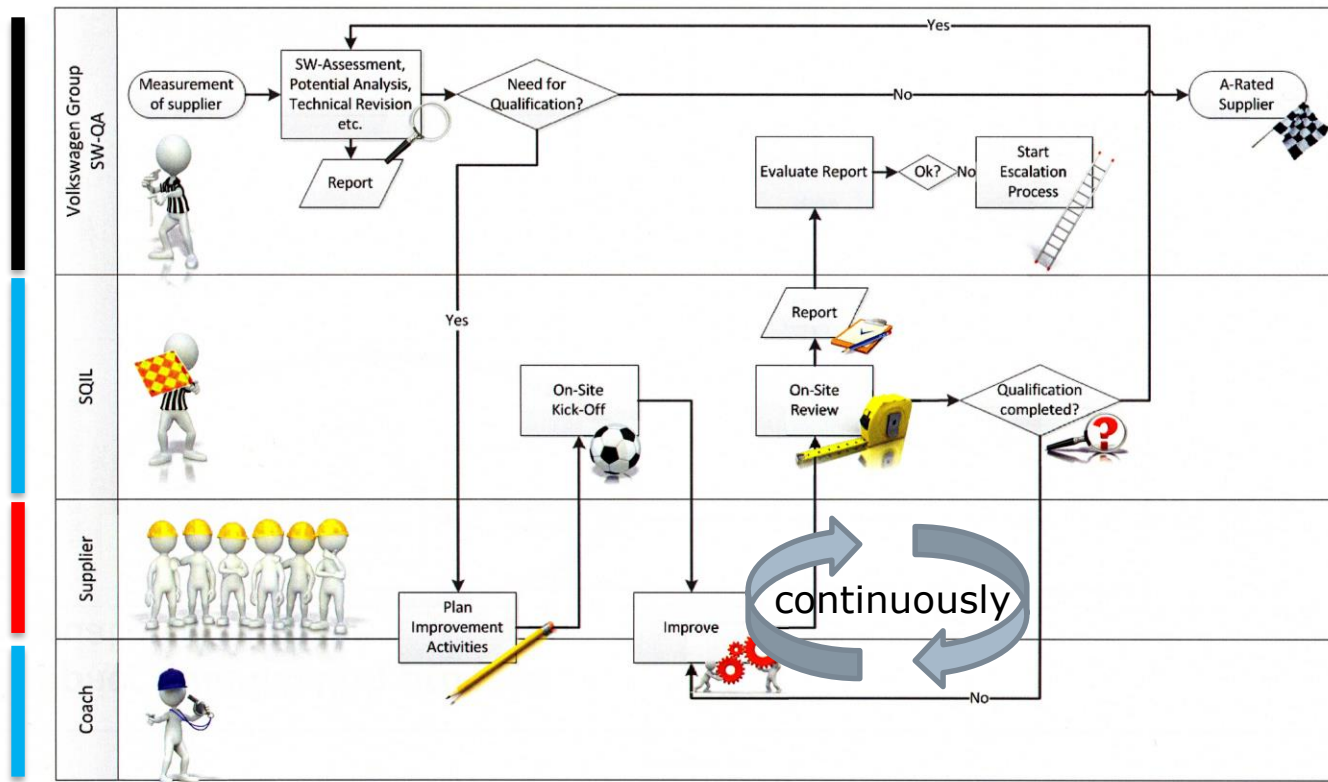 Volkswagen Group
SW-QA
Measurement
of supplier
SW-Assessment,
Potential Analysis,
Technical Revision
etc.
Report
Need for
Qualification?
Yes
No
A-Rated
Supplier
Evaluate Report
Ok?
No
Start
Escalation
Process
SQIL
Yes
On-Site
Kick-Off
Report
On-Site
Review
Qualification
completed?
?
Supplier
Plan
Improvement
Activities
Improve
continuously
No
Coach